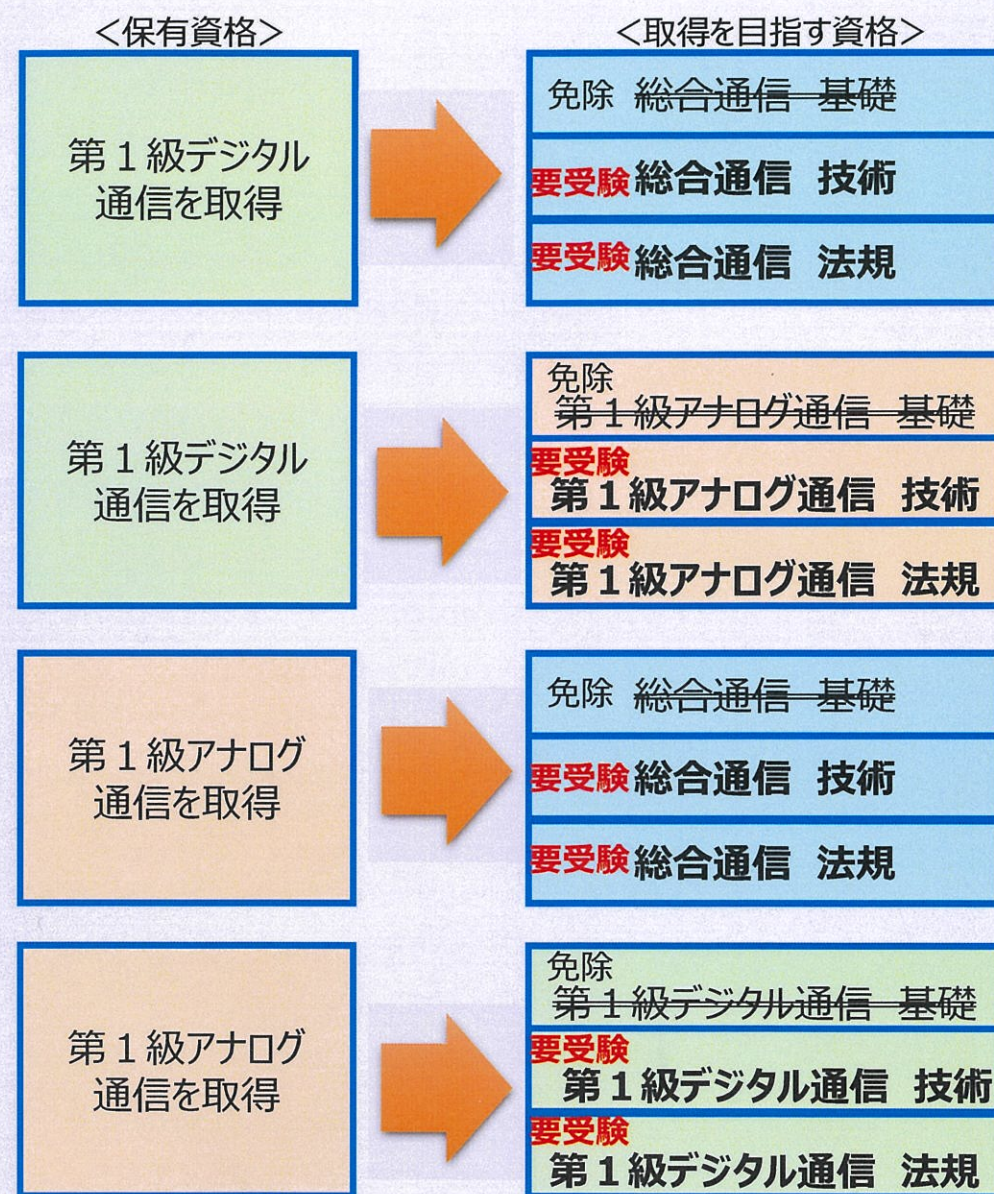 ＜保有資格＞
＜取得を目指す資格＞
第１級デジタル
通信を取得
免除 総合通信 基礎
要受験 総合通信 技術
要受験 総合通信 法規
第１級デジタル
通信を取得
免除
第１級アナログ通信 基礎
要受験
第１級アナログ通信 技術
要受験
第１級アナログ通信 法規
第１級アナログ
通信を取得
免除 総合通信 基礎
要受験 総合通信 技術
要受験 総合通信 法規
第１級アナログ
通信を取得
免除
第１級デジタル通信 基礎
要受験
第１級デジタル通信 技術
要受験
第１級デジタル通信 法規